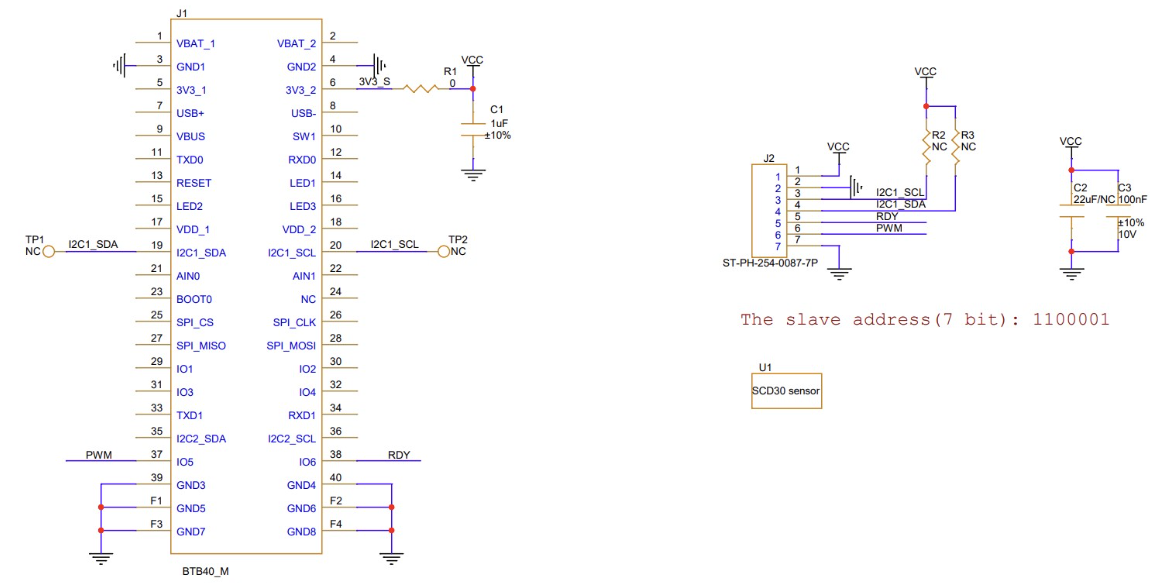 J1
1 VBAT_1 VBAT_2 2
3 GND1 GND2 4
5 3V3_1 3V3_2 6 3V3_S R1 0 VCC
7 USB+ USB- 8
C1
1uF
±10%
9 VBUS SW1 10
11 TXD0 RXD0 12
13 RESET LED1 14
15 LED2 LED3 16
17 VDD_1 VDD_2 18
TP1
NC
I2C1_SDA 19 I2C1_SDA I2C1_SCL 20 I2C1_SCL
TP2
NC
21 AIN0 AIN1 22
23 BOOT0 NC 24
25 SPI_CS SPI_CLK 26
27 SPI_MISO SPI_MOSI 28
29 IO1 IO2 30
31 IO3 IO4 32
33 TXD1 RXD1 34
35 I2C2_SDA I2C2_SCL 36
PWM 37 IO5 IO6 38 RDY
39 GND3 GND4 40
F1 GND5 GND6 F2
F3 GND7 GND8 F4
BTB40_M
VCC
R2
NC
R3
NC
VCC
J2
1 1
2 2
3 3 I2C1_SCL
4 4 I2C1_SDA
5 5 RDY
6 6 PWM
7 7
ST-PH-254-0087-7P
VCC
C2
22uF/NC
C3
100nF
±10%
10V
The slave address(7 bit): 1100001
U1
SCD30 sensor